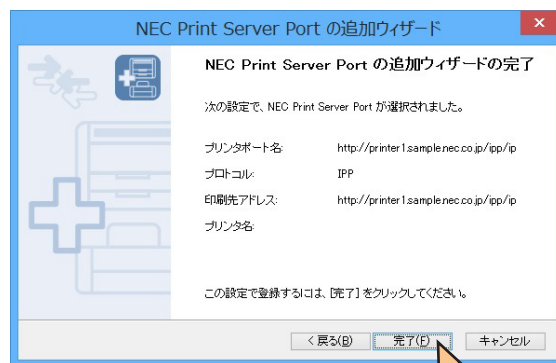 NEC Print Server Port の追加ウィザード
NEC Print Server Port の追加ウィザードの完了
次の設定で、NEC Print Server Port が選択されました。
プリンタポート名: http://printer1.sample.nec.co.jp/ipp/ip
プロトコル: IPP
印刷先アドレス: http://printer1.sample.nec.co.jp/ipp/ip
プリンタ名:
この設定で登録するには、[完了] をクリックしてください。
< 戻る(B) 完了(F) キャンセル